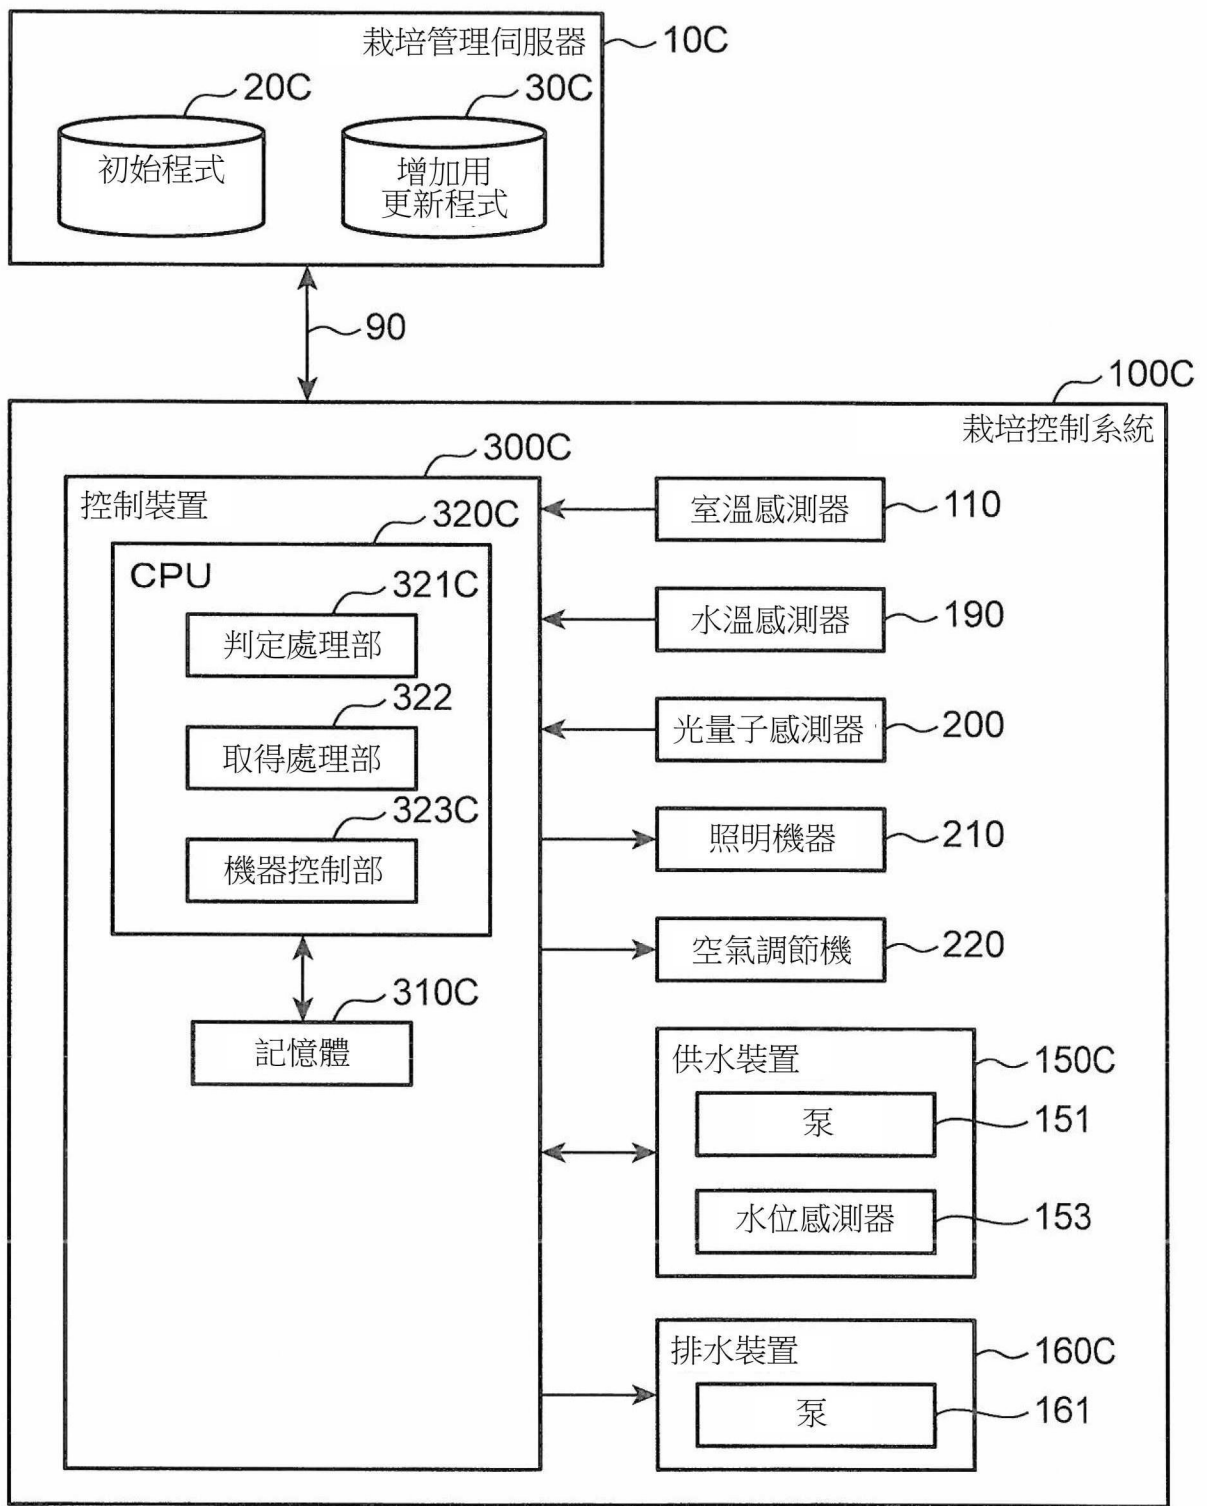 栽培管理伺服器
10C
20C
30C
初始程式
增加用
更新程式
90
100C
栽培控制系統
300C
控制裝置
320C
CPU
321C
判定處理部
322
取得處理部
323C
機器控制部
310C
記憶體
室溫感測器
110
水溫感測器
190
光量子感測器
200
照明機器
210
空氣調節機
220
供水裝置
150C
泵
151
水位感測器
153
排水裝置
160C
泵
161